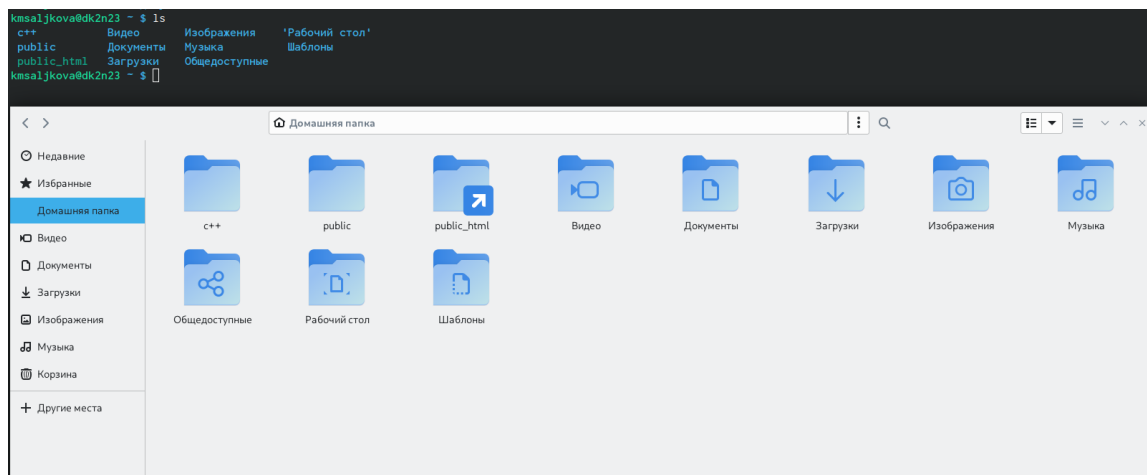 kmsaljkova@dk2n23 ~ $ ls
c++ Видео Изображения 'Рабочий стол'
public Документы Музыка Шаблоны
public_html Загрузки Общедоступные
kmsaljkova@dk2n23 ~ $
Домашняя папка
Недавние
Избранные
Домашняя папка
Видео
Документы
Загрузки
Изображения
Музыка
Корзина
Другие места
c++ public public_html Видео Документы Загрузки Изображения Музыка
Общедоступные Рабочий стол Шаблоны